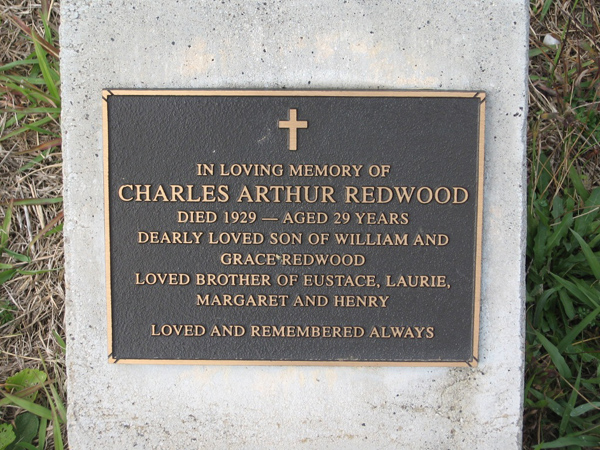 IN LOVING MEMORY OF
CHARLES ARTHUR REDWOOD
DIED 1929 — AGED 29 YEARS
DEARLY LOVED SON OF WILLIAM AND
GRACE REDWOOD
LOVED BROTHER OF EUSTACE, LAURIE,
MARGARET AND HENRY
LOVED AND REMEMBERED ALWAYS